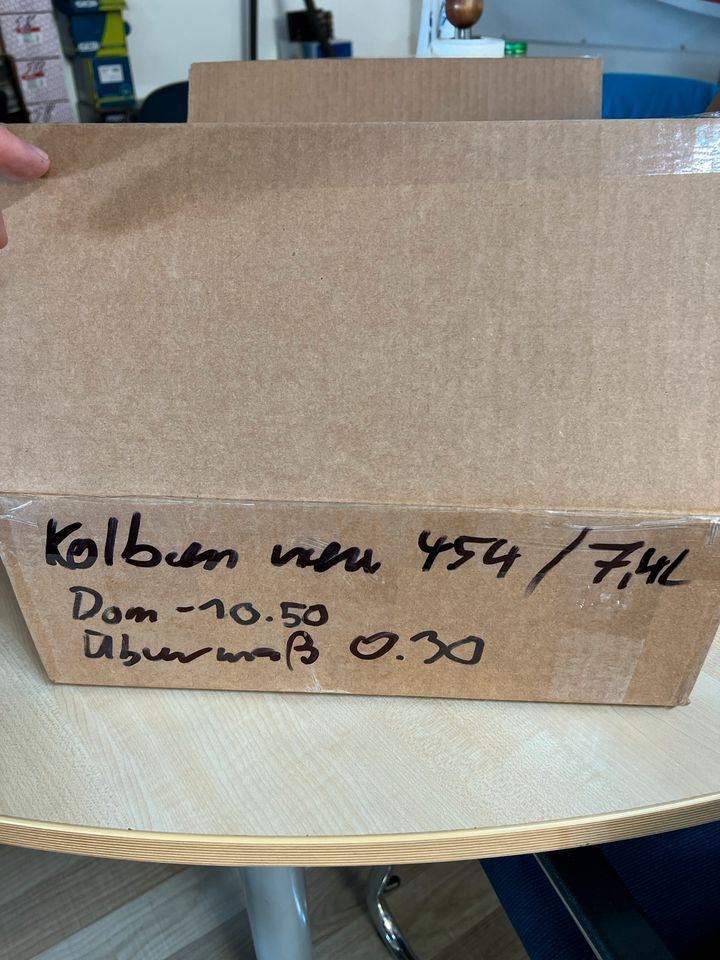 Kolben neu 454 / 7,4L
Dom -10.50
Übermaß 0.30